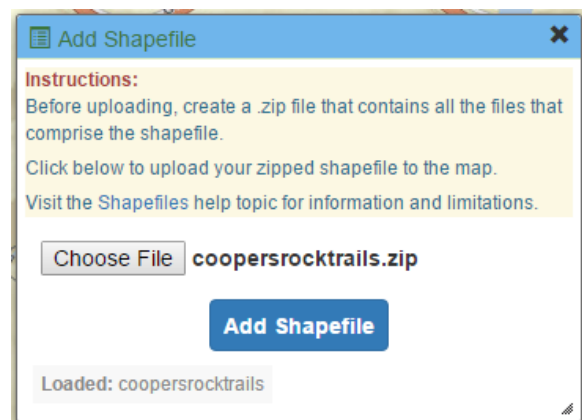 Add Shapefile
Instructions:
Before uploading, create a .zip file that contains all the files that
comprise the shapefile.
Click below to upload your zipped shapefile to the map.
Visit the Shapefiles help topic for information and limitations.
Choose File coopersrocktrails.zip
Add Shapefile
Loaded: coopersrocktrails